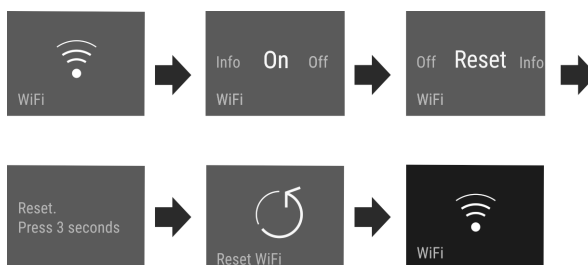 WiFi
Info On Off
WiFi
Off Reset Info
WiFi
Reset.
Press 3 seconds
Reset WiFi
WiFi